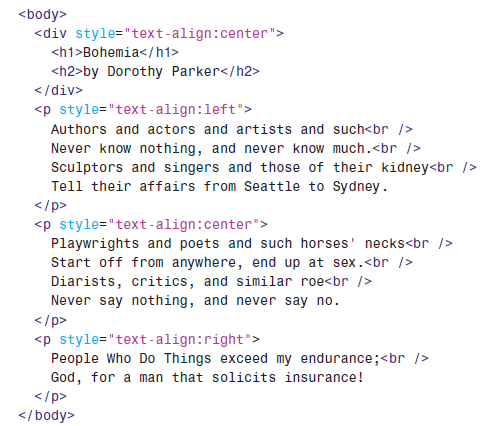 <body>
<div style="text-align:center">
<h1>Bohemia</h1>
<h2>by Dorothy Parker</h2>
</div>
<p style="text-align:left">
Authors and actors and artists and such<br />
Never know nothing, and never know much.<br />
Sculptors and singers and those of their kidney<br />
Tell their affairs from Seattle to Sydney.
</p>
<p style="text-align:center">
Playwrights and poets and such horses' necks<br />
Start off from anywhere, end up at sex.<br />
Diarists, critics, and similar roe<br />
Never say nothing, and never say no.
</p>
<p style="text-align:right">
People Who Do Things exceed my endurance;<br />
God, for a man that solicits insurance!
</p>
</body>